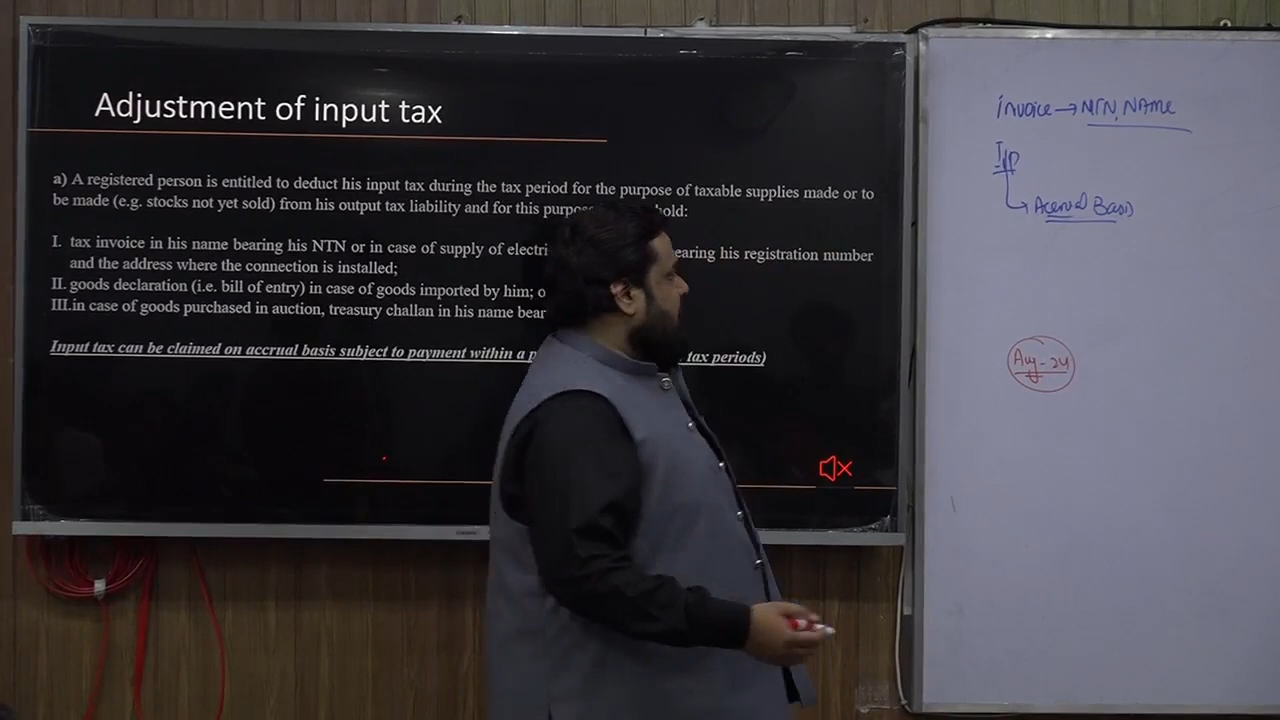 Adjustment of input tax
a) A registered person is entitled to deduct his input tax during the tax period for the purpose of taxable supplies made or to
be made (e.g. stocks not yet sold) from his output tax liability and for this purpose hold:
I. tax invoice in his name bearing his NTN or in case of supply of electri earing his registration number
and the address where the connection is installed;
II. goods declaration (i.e. bill of entry) in case of goods imported by him; o
III.in case of goods purchased in auction, treasury challan in his name bear
Input tax can be claimed on accrual basis subject to payment within a p tax periods)
invoice → NTN, NAME
I/P
Accrual Basis
Aug-24